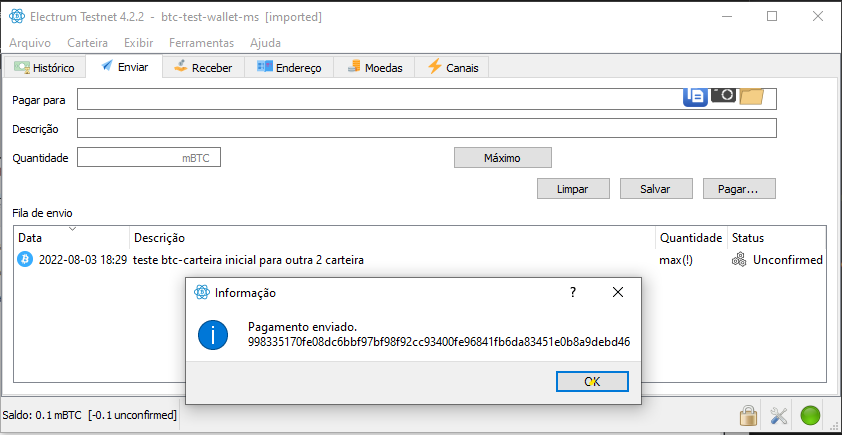 Electrum Testnet 4.2.2 - btc-test-wallet-ms [imported]
Arquivo Carteira Exibir Ferramentas Ajuda
Histórico Enviar Receber Endereço Moedas Canais
Pagar para
Descrição
Quantidade mBTC Máximo
Limpar Salvar Pagar...
Fila de envio
Data Descrição Quantidade Status
2022-08-03 18:29 teste btc-carteira inicial para outra 2 carteira max(!) Unconfirmed
Informação ?
Pagamento enviado.
998335170fe08dc6bbf97bf98f92cc93400fe96841fb6da83451e0b8a9debd46
OK
Saldo: 0.1 mBTC [-0.1 unconfirmed]